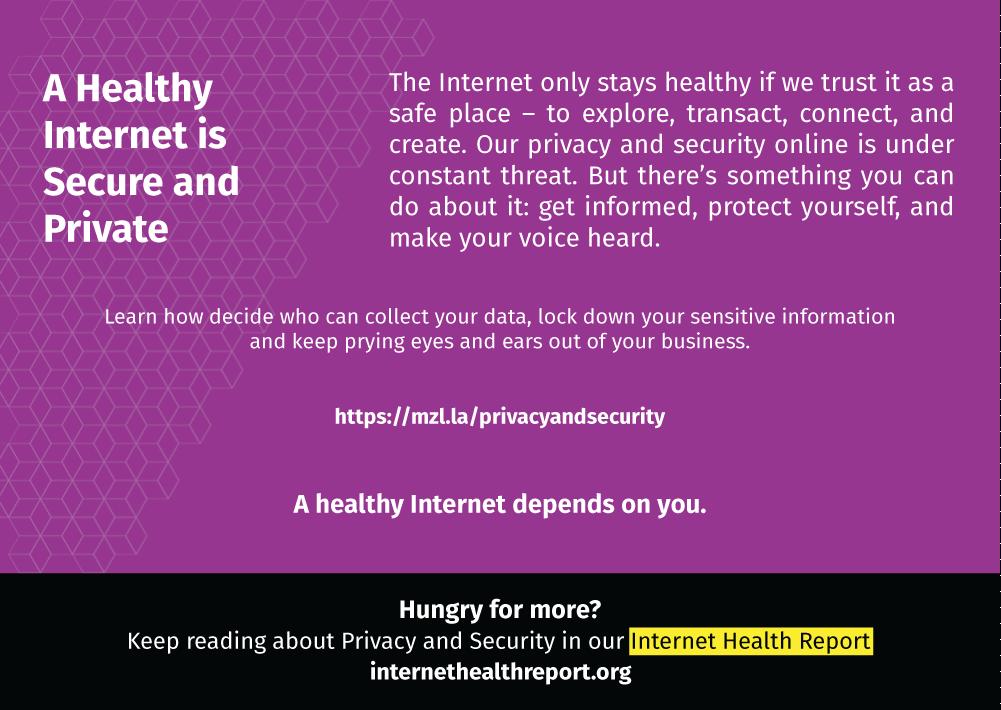 A Healthy
Internet is
Secure and
Private
The Internet only stays healthy if we trust it as a
safe place – to explore, transact, connect, and
create. Our privacy and security online is under
constant threat. But there’s something you can
do about it: get informed, protect yourself, and
make your voice heard.
Learn how decide who can collect your data, lock down your sensitive information
and keep prying eyes and ears out of your business.
https://mzl.la/privacyandsecurity
A healthy Internet depends on you.
Hungry for more?
Keep reading about Privacy and Security in our Internet Health Report
internethealthreport.org